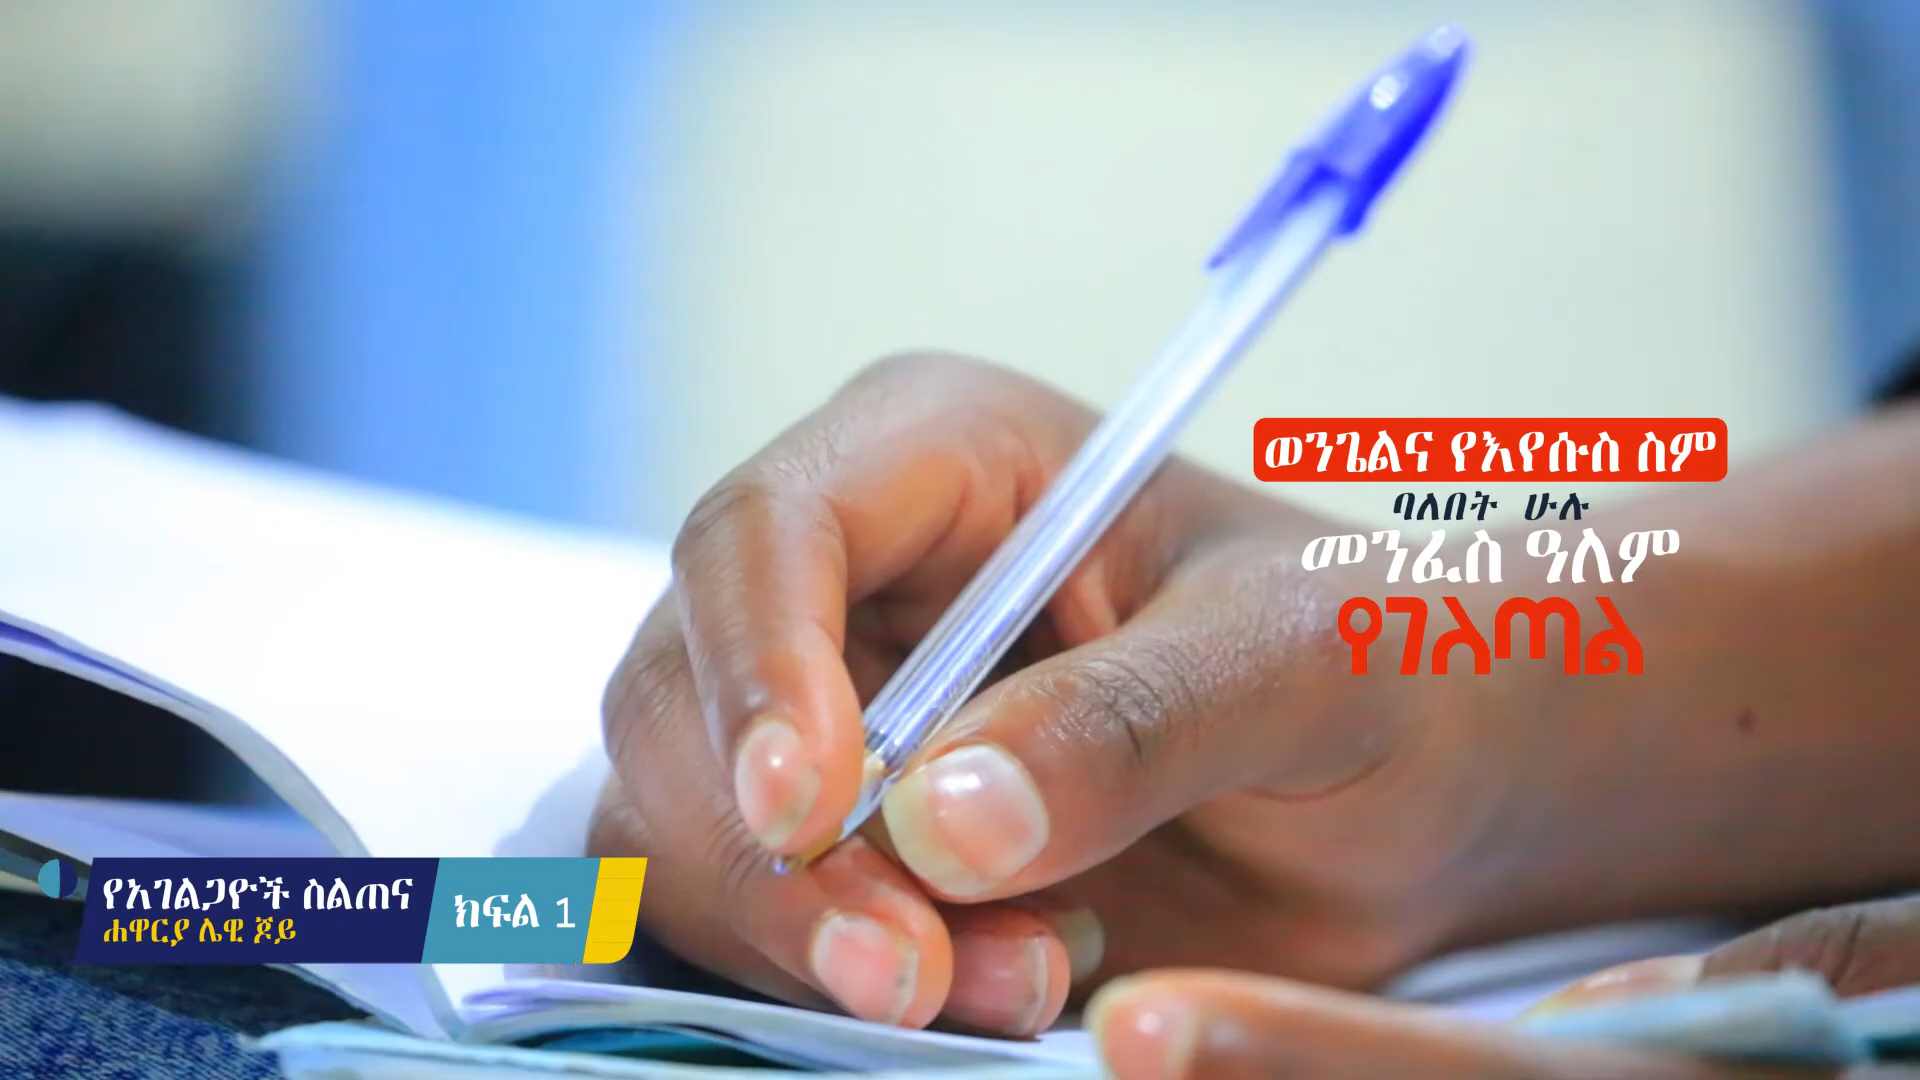 ወንጌልና የእየሱስ ስም
ባለበት ሁሉ
መንፈስ ዓለም
የገለጣል
የአገልጋዮች ስልጠና
ሐዋርያ ሌዊ ጆይ
ክፍል 1